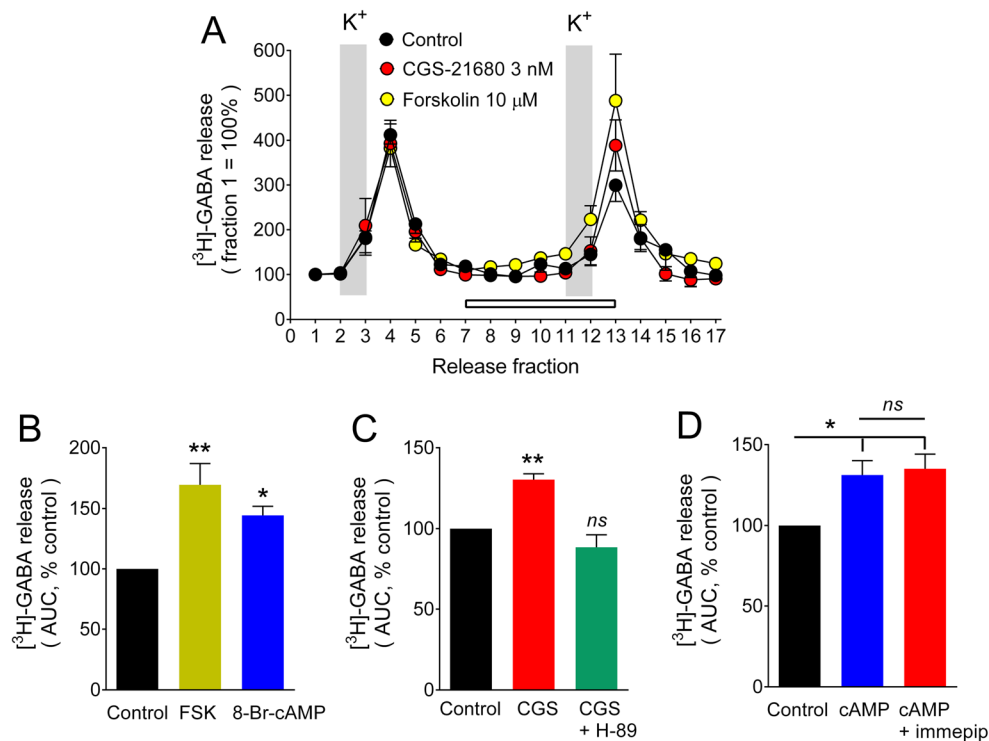 A
K+
K+
Control
CGS-21680 3 nM
Forskolin 10 μM
[3H]-GABA release
( fraction 1 = 100% )
600
500
400
300
200
100
0 1 2 3 4 5 6 7 8 9 10 11 12 13 14 15 16 17
Release fraction
B
[3H]-GABA release
( AUC, % control )
200
150
100
50
0
**
*
Control FSK 8-Br-cAMP
C
[3H]-GABA release
( AUC, % control )
150
100
50
0
**
ns
Control CGS CGS
+ H-89
D
[3H]-GABA release
( AUC, % control )
150
100
50
0
ns
*
Control cAMP cAMP
+ immepip